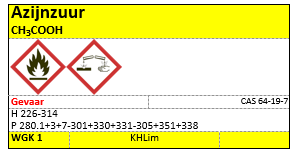 Azijnzuur
CH₃COOH
Gevaar CAS 64-19-7
H 226-314
P 280.1+3+7-301+330+331-305+351+338
WGK 1 KHLim